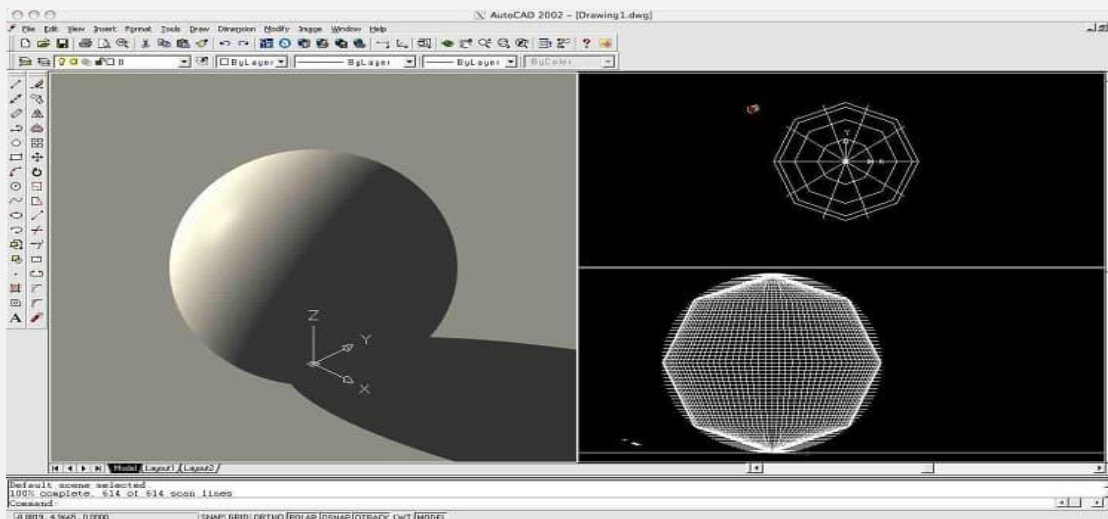 AutoCAD 2002 - [Drawing1.dwg]
File Edit View Insert Format Tools Draw Dimension Modify Image Window Help
0 ByLayer ByLayer ByLayer ByColor
Y
Z
Y
X
Model Layout1 Layout2
Default scene selected
100% complete. 614 of 614 scan lines
Command:
SNAP GRID ORTHO POLAR OSNAP OTRACK LWT MODEL